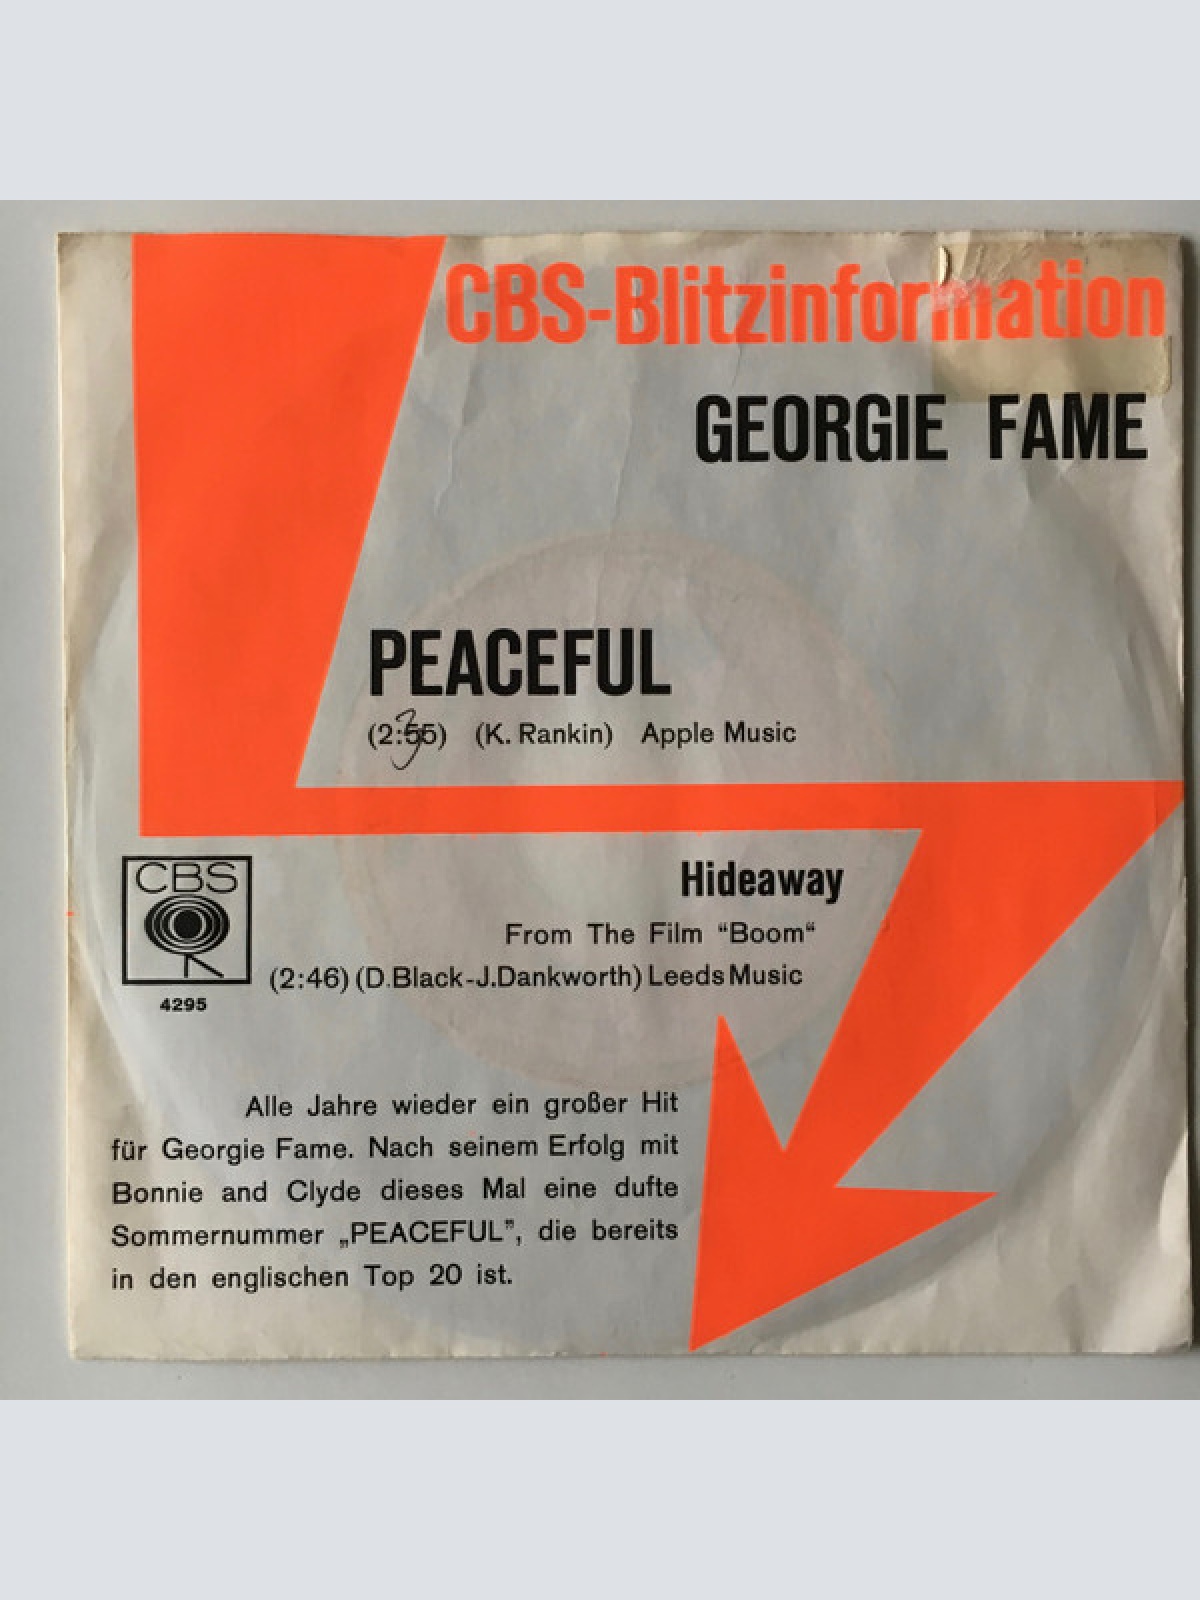 CBS-Blitzinformation
GEORGIE FAME
PEACEFUL
(2:55) (K. Rankin) Apple Music
3
Hideaway
From The Film “Boom“
(2:46) (D.Black-J.Dankworth) Leeds Music
CBS
4295
Alle Jahre wieder ein großer Hit
für Georgie Fame. Nach seinem Erfolg mit
Bonnie and Clyde dieses Mal eine dufte
Sommernummer „PEACEFUL”, die bereits
in den englischen Top 20 ist.